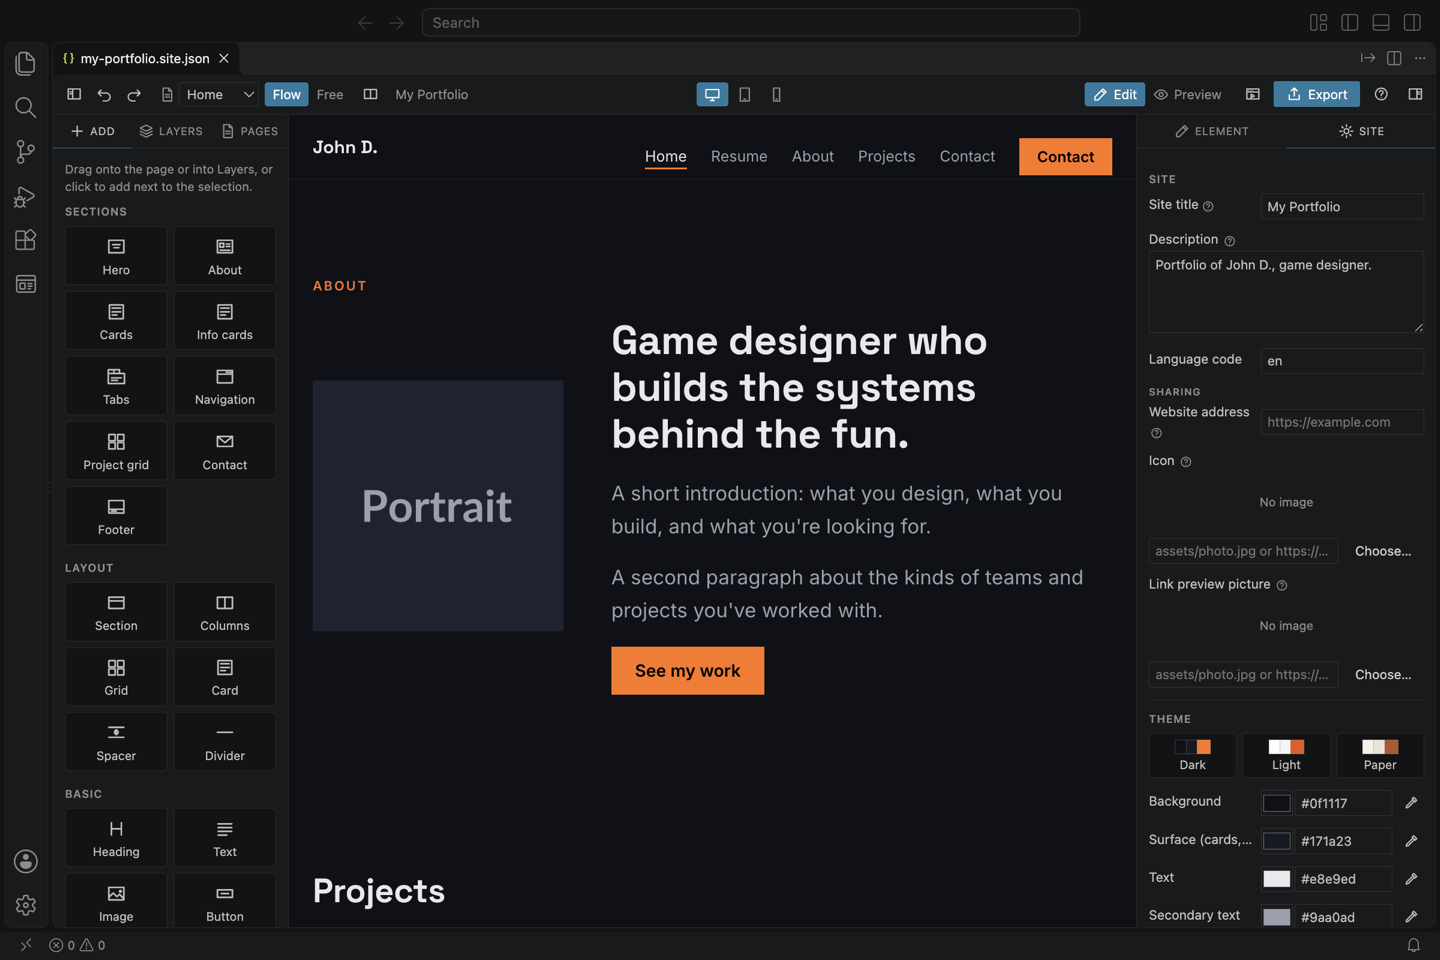 Search
{} my-portfolio.site.json
Home
Flow
Free
My Portfolio
Edit
Preview
Export
ADD
LAYERS
PAGES
Drag onto the page or into Layers, or
click to add next to the selection.
SECTIONS
Hero
About
Cards
Info cards
Tabs
Navigation
Project grid
Contact
Footer
LAYOUT
Section
Columns
Grid
Card
Spacer
Divider
BASIC
Heading
Text
Image
Button
John D.
Home
Resume
About
Projects
Contact
Contact
ABOUT
Portrait
Game designer who
builds the systems
behind the fun.
A short introduction: what you design, what you
build, and what you're looking for.
A second paragraph about the kinds of teams and
projects you've worked with.
See my work
Projects
ELEMENT
SITE
SITE
Site title
My Portfolio
Description
Portfolio of John D., game designer.
Language code
en
SHARING
Website address
https://example.com
Icon
No image
assets/photo.jpg or https://...
Choose...
Link preview picture
No image
assets/photo.jpg or https://...
Choose...
THEME
Dark
Light
Paper
Background
#0f1117
Surface (cards,...
#171a23
Text
#e8e9ed
Secondary text
#9aa0ad
0
0